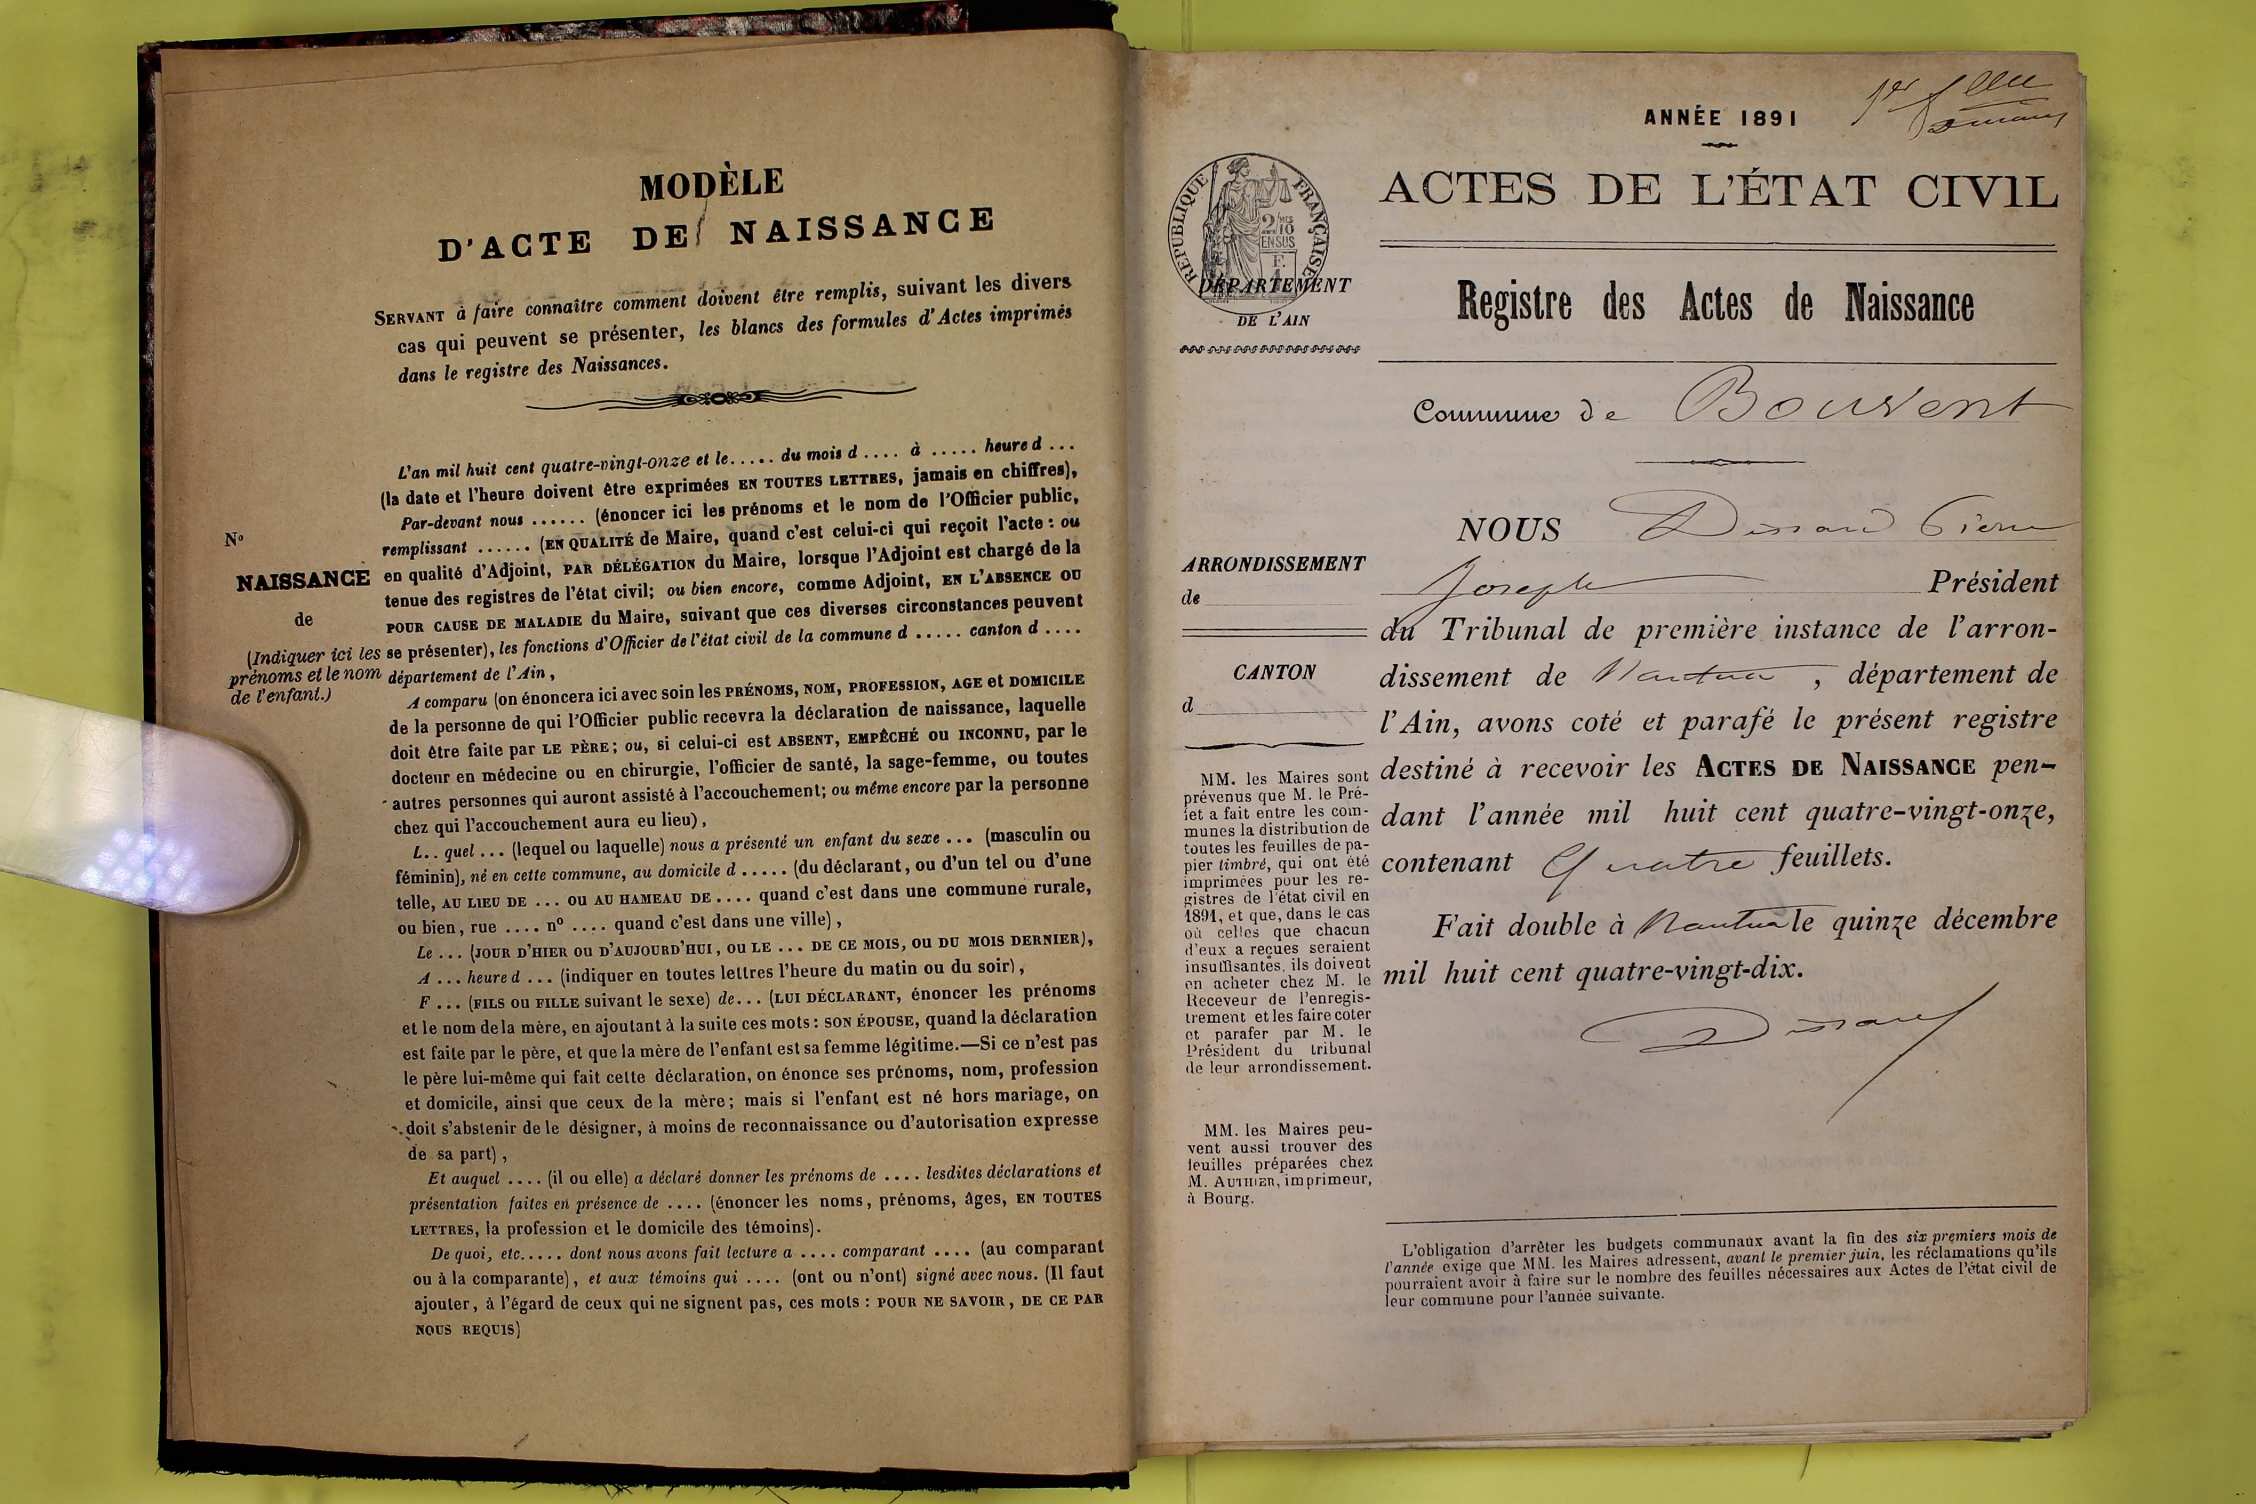 MODÈLE
D'ACTE DE NAISSANCE
SERVANT à faire connaître comment doivent être remplis, suivant les divers
cas qui peuvent se présenter, les blancs des formules d'Actes imprimés
dans le registre des Naissances.
L'an mil huit cent quatre-vingt-onze et le..... du mois d .... à ..... heure d ...
(la date et l'heure doivent être exprimées EN TOUTES LETTRES, jamais en chiffres),
Par-devant nous ...... (énoncer ici les prénoms et le nom de l'Officier public,
remplissant ...... (EN QUALITÉ de Maire, quand c'est celui-ci qui reçoit l'acte : ou
en qualité d'Adjoint, PAR DÉLÉGATION du Maire, lorsque l'Adjoint est chargé de la
tenue des registres de l'état civil; ou bien encore, comme Adjoint, EN L'ABSENCE OU
POUR CAUSE DE MALADIE du Maire, suivant que ces diverses circonstances peuvent
se présenter), les fonctions d'Officier de l'état civil de la commune d ..... canton d ....
département de l'Ain,
No
NAISSANCE
de
(Indiquer ici les
prénoms et le nom
de l'enfant.)
A comparu (on énoncera ici avec soin les PRÉNOMS, NOM, PROFESSION, AGE et DOMICILE
de la personne de qui l'Officier public recevra la déclaration de naissance, laquelle
doit être faite par LE PÈRE; ou, si celui-ci est ABSENT, EMPÊCHÉ OU INCONNU, par le
docteur en médecine ou en chirurgie, l'officier de santé, la sage-femme, ou toutes
autres personnes qui auront assisté à l'accouchement; ou même encore par la personne
chez qui l'accouchement aura eu lieu),
L.. quel ... (lequel ou laquelle) nous a présenté un enfant du sexe ... (masculin ou
féminin), né en cette commune, au domicile d ..... (du déclarant, ou d'un tel ou d'une
telle, AU LIEU DE ... OU AU HAMEAU DE .... quand c'est dans une commune rurale,
ou bien, rue .... no .... quand c'est dans une ville),
Le ... (JOUR D'HIER OU D'AUJOURD'HUI, OU LE ... DE CE MOIS, OU DU MOIS DERNIER),
A ... heure d ... (indiquer en toutes lettres l'heure du matin ou du soir),
F ... (FILS OU FILLE suivant le sexe) de... (LUI DÉCLARANT, énoncer les prénoms
et le nom de la mère, en ajoutant à la suite ces mots : SON ÉPOUSE, quand la déclaration
est faite par le père, et que la mère de l'enfant est sa femme légitime.—Si ce n'est pas
le père lui-même qui fait cette déclaration, on énonce ses prénoms, nom, profession
et domicile, ainsi que ceux de la mère; mais si l'enfant est né hors mariage, on
doit s'abstenir de le désigner, à moins de reconnaissance ou d'autorisation expresse
de sa part),
Et auquel .... (il ou elle) a déclaré donner les prénoms de .... lesdites déclarations et
présentation faites en présence de .... (énoncer les noms, prénoms, âges, EN TOUTES
LETTRES, la profession et le domicile des témoins).
De quoi, etc..... dont nous avons fait lecture a .... comparant .... (au comparant
ou à la comparante), et aux témoins qui .... (ont ou n'ont) signé avec nous. (Il faut
ajouter, à l'égard de ceux qui ne signent pas, ces mots : POUR NE SAVOIR, DE CE PAR
NOUS REQUIS)
ANNÉE 1891
1er
ACTES DE L'ÉTAT CIVIL
RÉPUBLIQUE FRANÇAISE
2/10
EN SUS
DÉPARTEMENT
DE L'AIN
Registre des Actes de Naissance
Commune de Bouvent
NOUS Dissard Pierre
Joseph Président
du Tribunal de première instance de l'arron-
dissement de Nantua, département de
l'Ain, avons coté et parafé le présent registre
destiné à recevoir les ACTES DE NAISSANCE pen-
dant l'année mil huit cent quatre-vingt-onze,
contenant Quatre feuillets.
Fait double à Nantua le quinze décembre
mil huit cent quatre-vingt-dix.
Dissard
ARRONDISSEMENT
de
CANTON
d
MM. les Maires sont
prévenus que M. le Pré-
fet a fait entre les com-
munes la distribution de
toutes les feuilles de pa-
pier timbré, qui ont été
imprimées pour les re-
gistres de l'état civil en
1891, et que, dans le cas
où celles que chacun
d'eux a reçues seraient
insuffisantes, ils doivent
en acheter chez M. le
Receveur de l'enregis-
trement et les faire coter
et parafer par M. le
Président du tribunal
de leur arrondissement.
MM. les Maires peu-
vent aussi trouver des
feuilles préparées chez
M. AUTHIER, imprimeur,
à Bourg.
L'obligation d'arrêter les budgets communaux avant la fin des six premiers mois de
l'année exige que MM. les Maires adressent, avant le premier juin, les réclamations qu'ils
pourraient avoir à faire sur le nombre des feuilles nécessaires aux Actes de l'état civil de
leur commune pour l'année suivante.